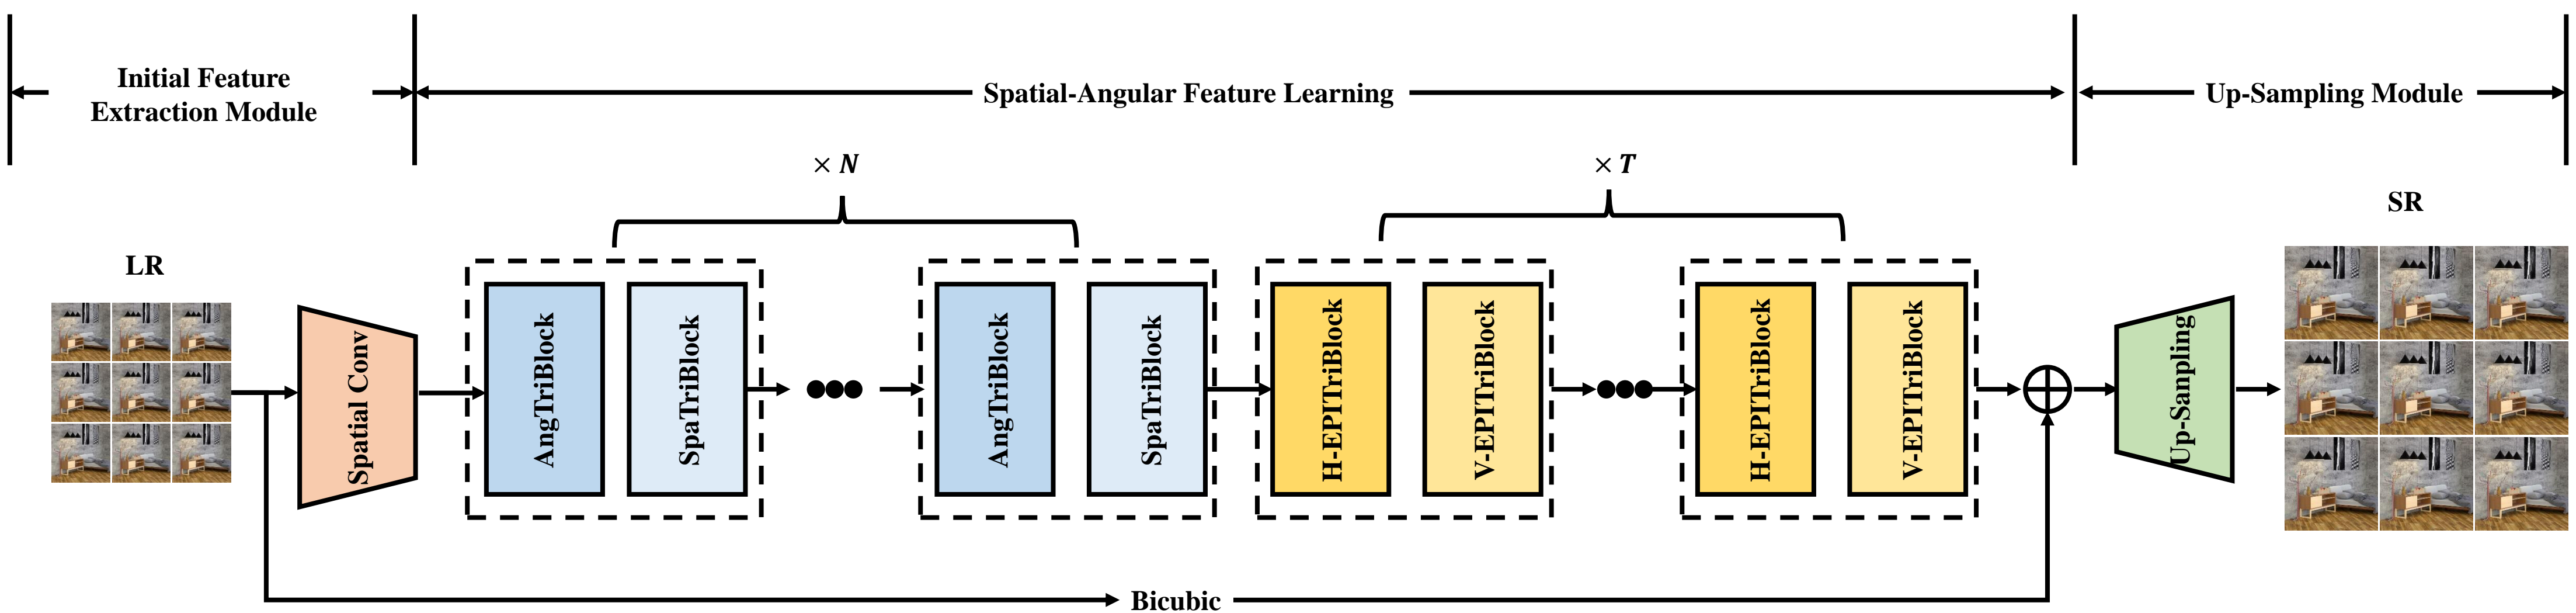 Initial Feature
Extraction Module
Spatial-Angular Feature Learning
Up-Sampling Module
× N
× T
LR
SR
Spatial Conv
AngTriBlock
SpaTriBlock
AngTriBlock
SpaTriBlock
H-EPITriBlock
V-EPITriBlock
H-EPITriBlock
V-EPITriBlock
Up-Sanpling
Bicubic